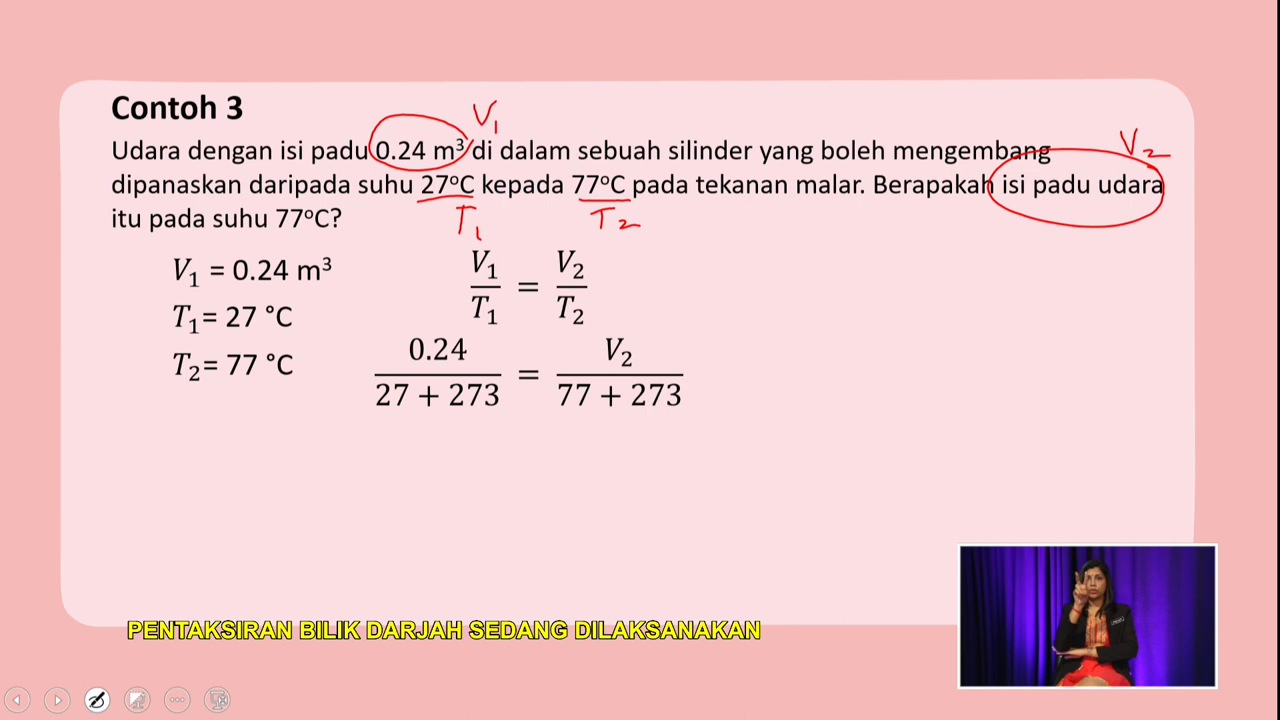 Contoh 3
V₁
Udara dengan isi padu 0.24 m³ di dalam sebuah silinder yang boleh mengembang
V₂
dipanaskan daripada suhu 27ºC kepada 77ºC pada tekanan malar. Berapakah isi padu udara
T₁ T₂
itu pada suhu 77ºC?
V₁ = 0.24 m³
T₁= 27 °C
T₂= 77 °C
V₁/T₁ = V₂/T₂
0.24/(27 + 273) = V₂/(77 + 273)
PENTAKSIRAN BILIK DARJAH SEDANG DILAKSANAKAN